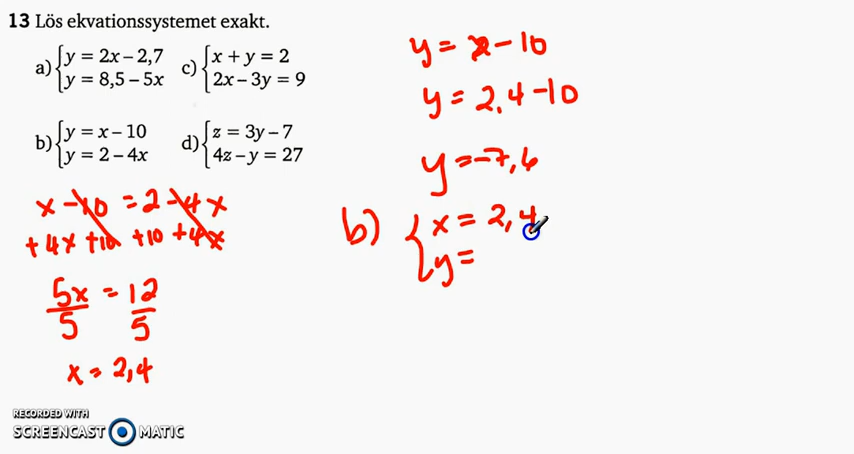 13 Lös ekvationssystemet exakt.
a) { y = 2x – 2,7
y = 8,5 – 5x
c) { x + y = 2
2x – 3y = 9
b) { y = x – 10
y = 2 – 4x
d) { z = 3y – 7
4z – y = 27
x - 10 = 2 - 4x
+ 4x + 10 + 10 + 4x
5x/5 = 12/5
x = 2,4
y = x - 10
y = 2,4 - 10
y = -7,6
b) { x = 2,4
y =
RECORDED WITH
SCREENCAST MATIC